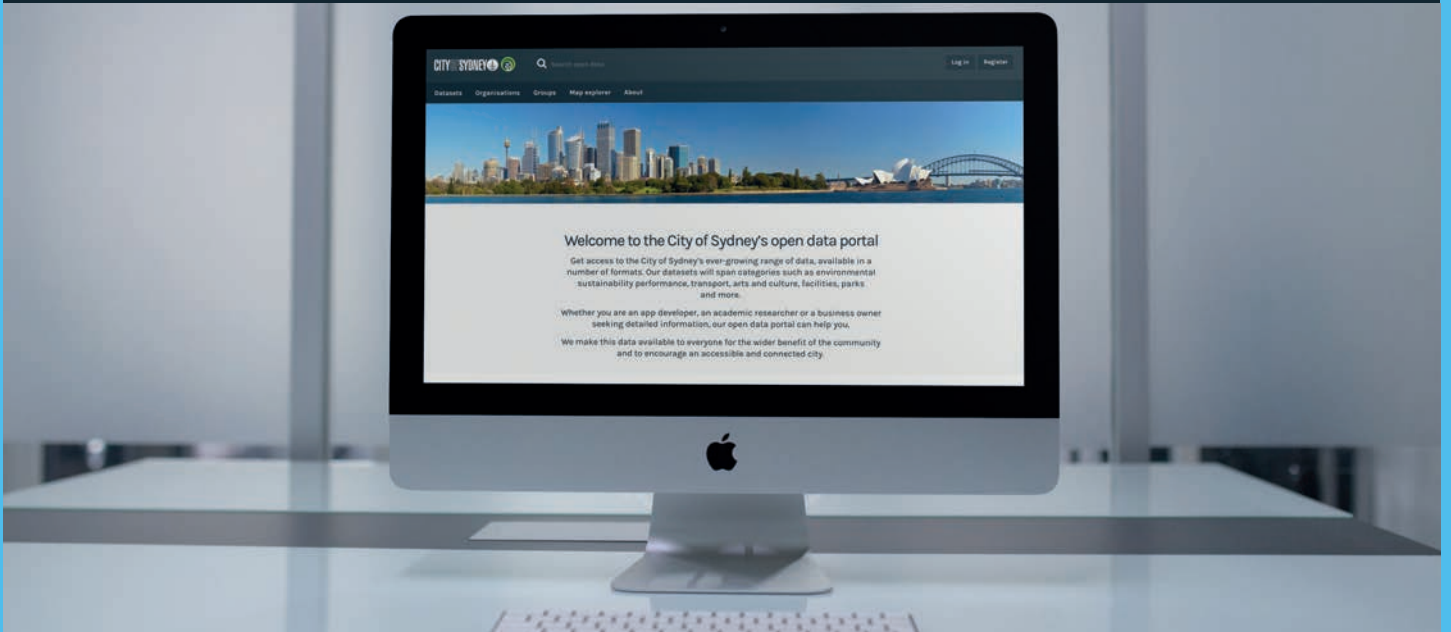 CITY OF SYDNEY
Search open data
Log in Register
Datasets Organisations Groups Map explorer About
Welcome to the City of Sydney's open data portal
Get access to the City of Sydney's ever-growing range of data, available in a
number of formats. Our datasets will span categories such as environmental
sustainability performance, transport, arts and culture, facilities, parks
and more.
Whether you are an app developer, an academic researcher or a business owner
seeking detailed information, our open data portal can help you.
We make this data available to everyone for the wider benefit of the community
and to encourage an accessible and connected city.